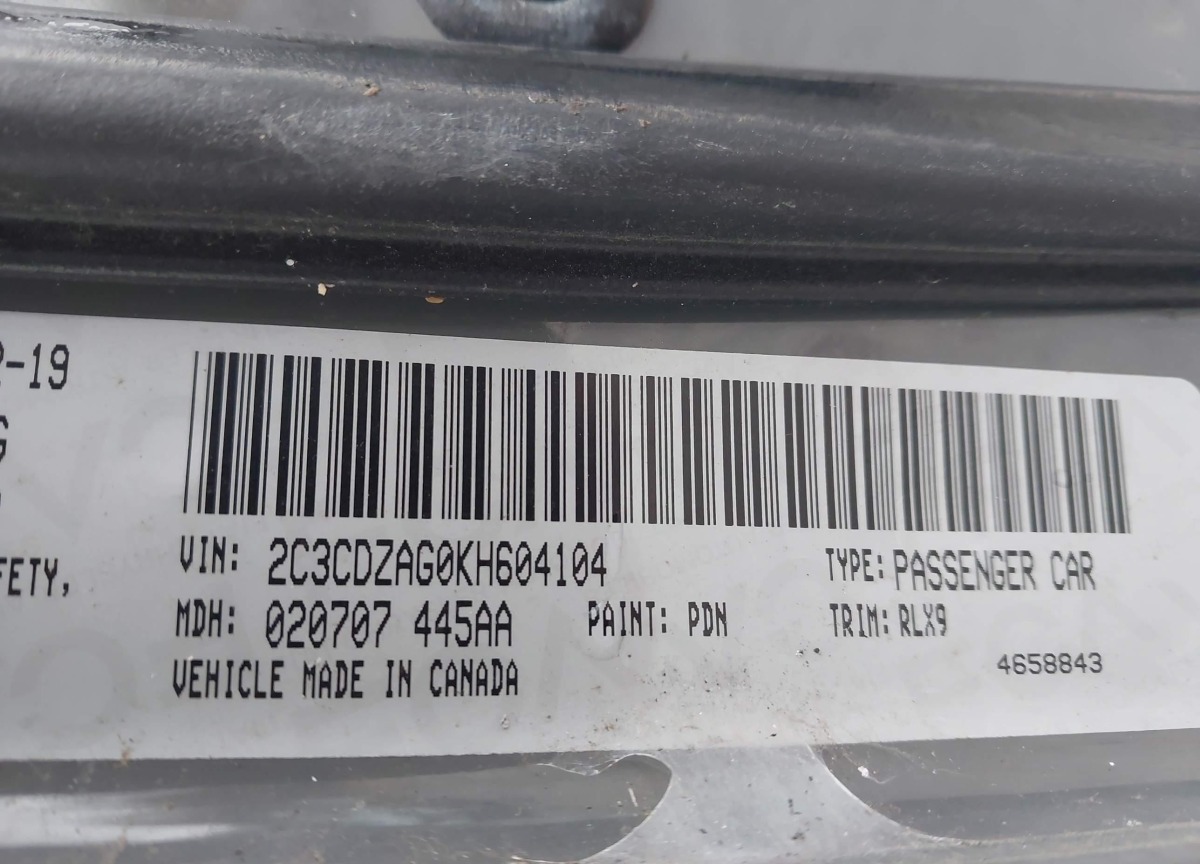 -19
FETY,
VIN: 2C3CDZAG0KH604104
TYPE: PASSENGER CAR
MDH: 020707 445AA
PAINT: PDN
TRIM: RLX9
VEHICLE MADE IN CANADA
4658843